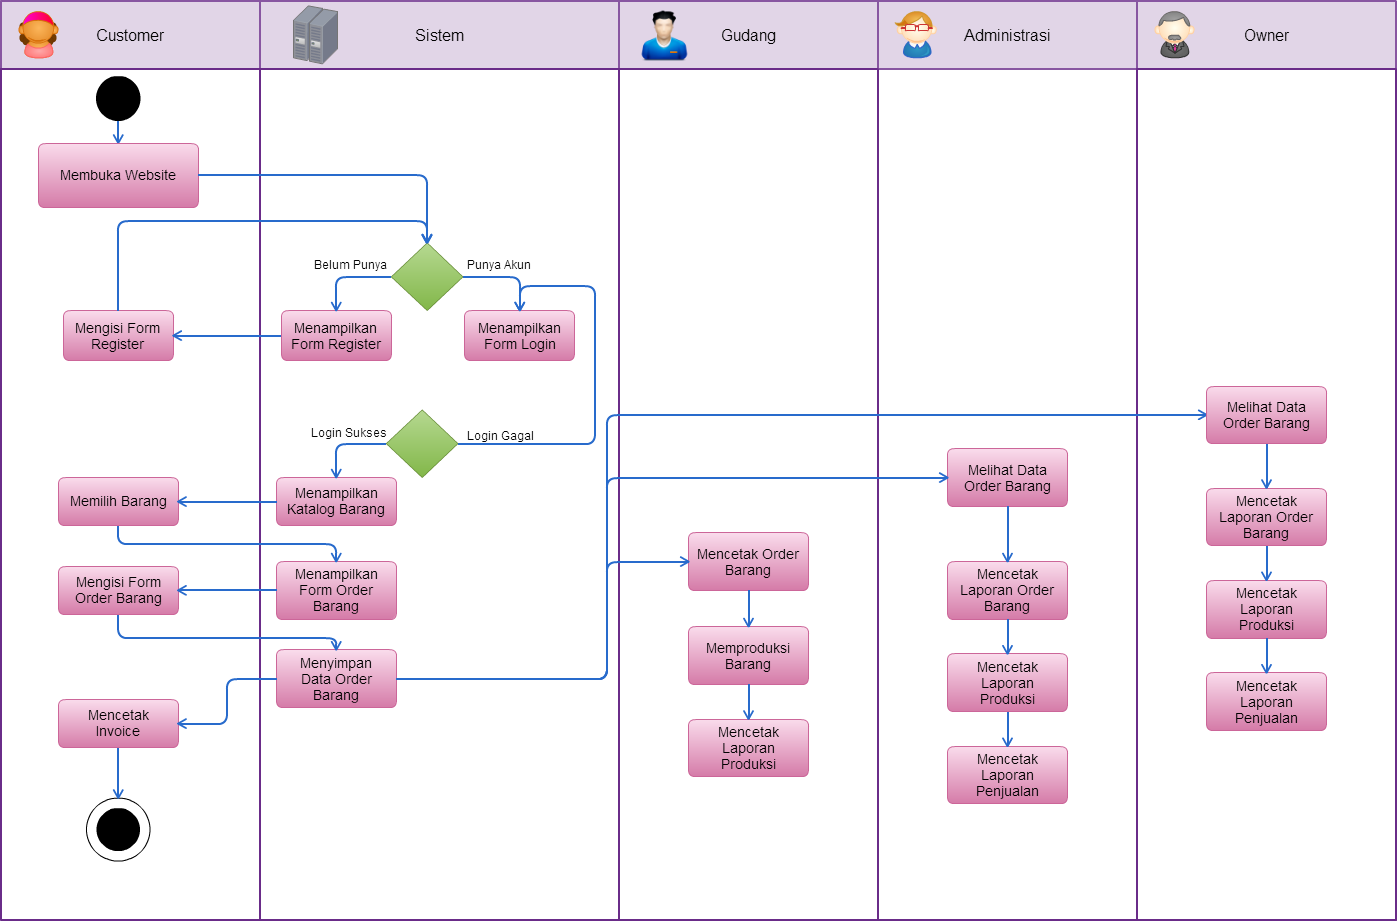 Customer
Sistem
Gudang
Administrasi
Owner
Membuka Website
Belum Punya
Punya Akun
Mengisi Form
Register
Menampilkan
Form Register
Menampilkan
Form Login
Login Sukses
Login Gagal
Memilih Barang
Menampilkan
Katalog Barang
Mengisi Form
Order Barang
Menampilkan
Form Order
Barang
Menyimpan
Data Order
Barang
Mencetak
Invoice
Mencetak Order
Barang
Memproduksi
Barang
Mencetak
Laporan
Produksi
Melihat Data
Order Barang
Mencetak
Laporan Order
Barang
Mencetak
Laporan
Produksi
Mencetak
Laporan
Penjualan
Melihat Data
Order Barang
Mencetak
Laporan Order
Barang
Mencetak
Laporan
Produksi
Mencetak
Laporan
Penjualan